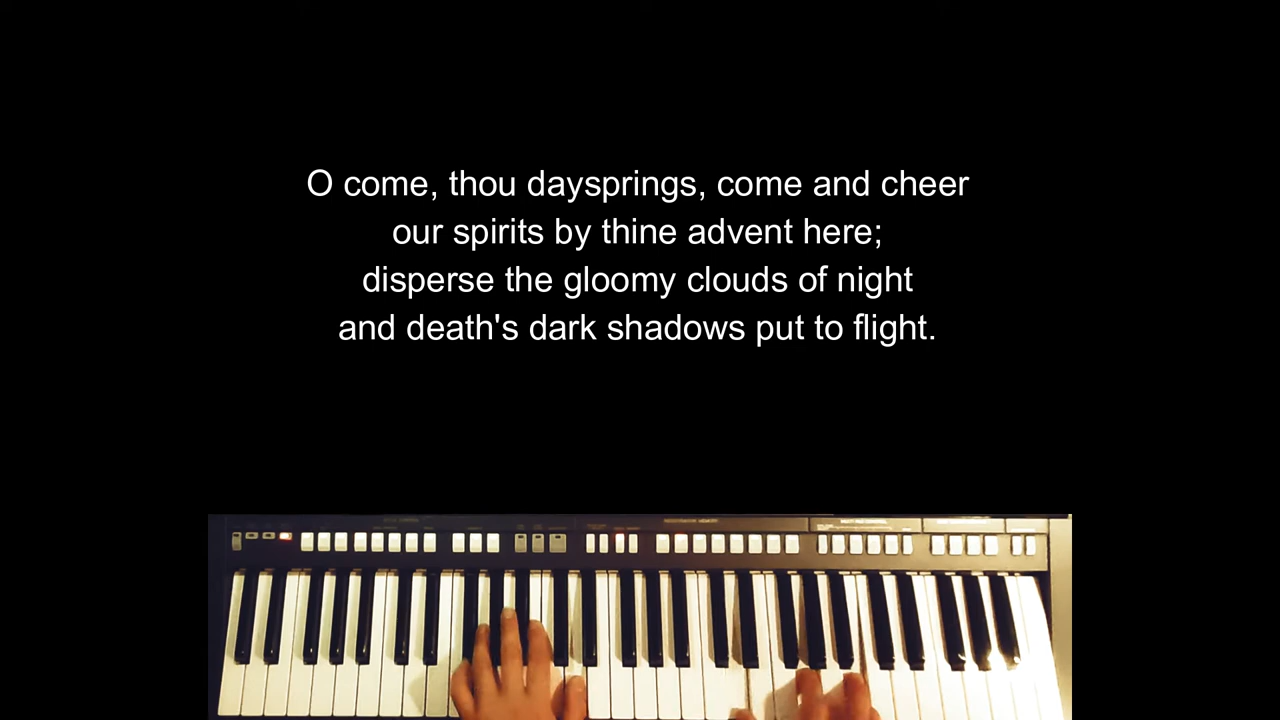 O come, thou daysprings, come and cheer
our spirits by thine advent here;
disperse the gloomy clouds of night
and death's dark shadows put to flight.